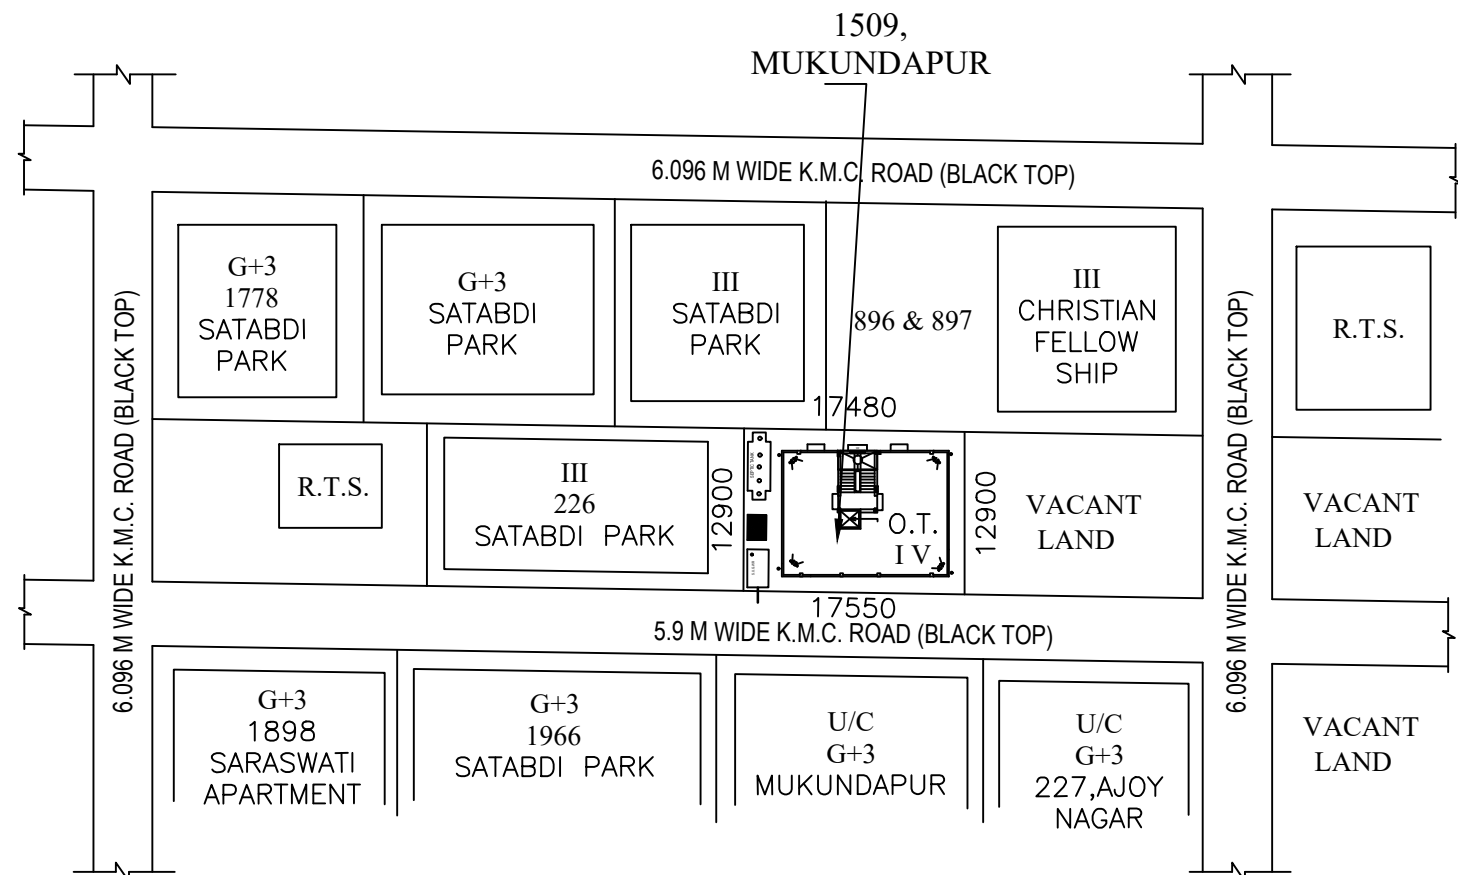 1509,
MUKUNDAPUR
6.096 M WIDE K.M.C. ROAD (BLACK TOP)
G+3
1778
SATABDI
PARK
G+3
SATABDI
PARK
III
SATABDI
PARK
896 & 897
III
CHRISTIAN
FELLOW
SHIP
R.T.S.
6.096 M WIDE K.M.C. ROAD (BLACK TOP)
6.096 M WIDE K.M.C. ROAD (BLACK TOP)
17480
R.T.S.
III
226
SATABDI PARK
12900
SEPTIC TANK
O.T.
I V
12900
VACANT
LAND
VACANT
LAND
17550
5.9 M WIDE K.M.C. ROAD (BLACK TOP)
G+3
1898
SARASWATI
APARTMENT
G+3
1966
SATABDI PARK
U/C
G+3
MUKUNDAPUR
U/C
G+3
227,AJOY
NAGAR
VACANT
LAND